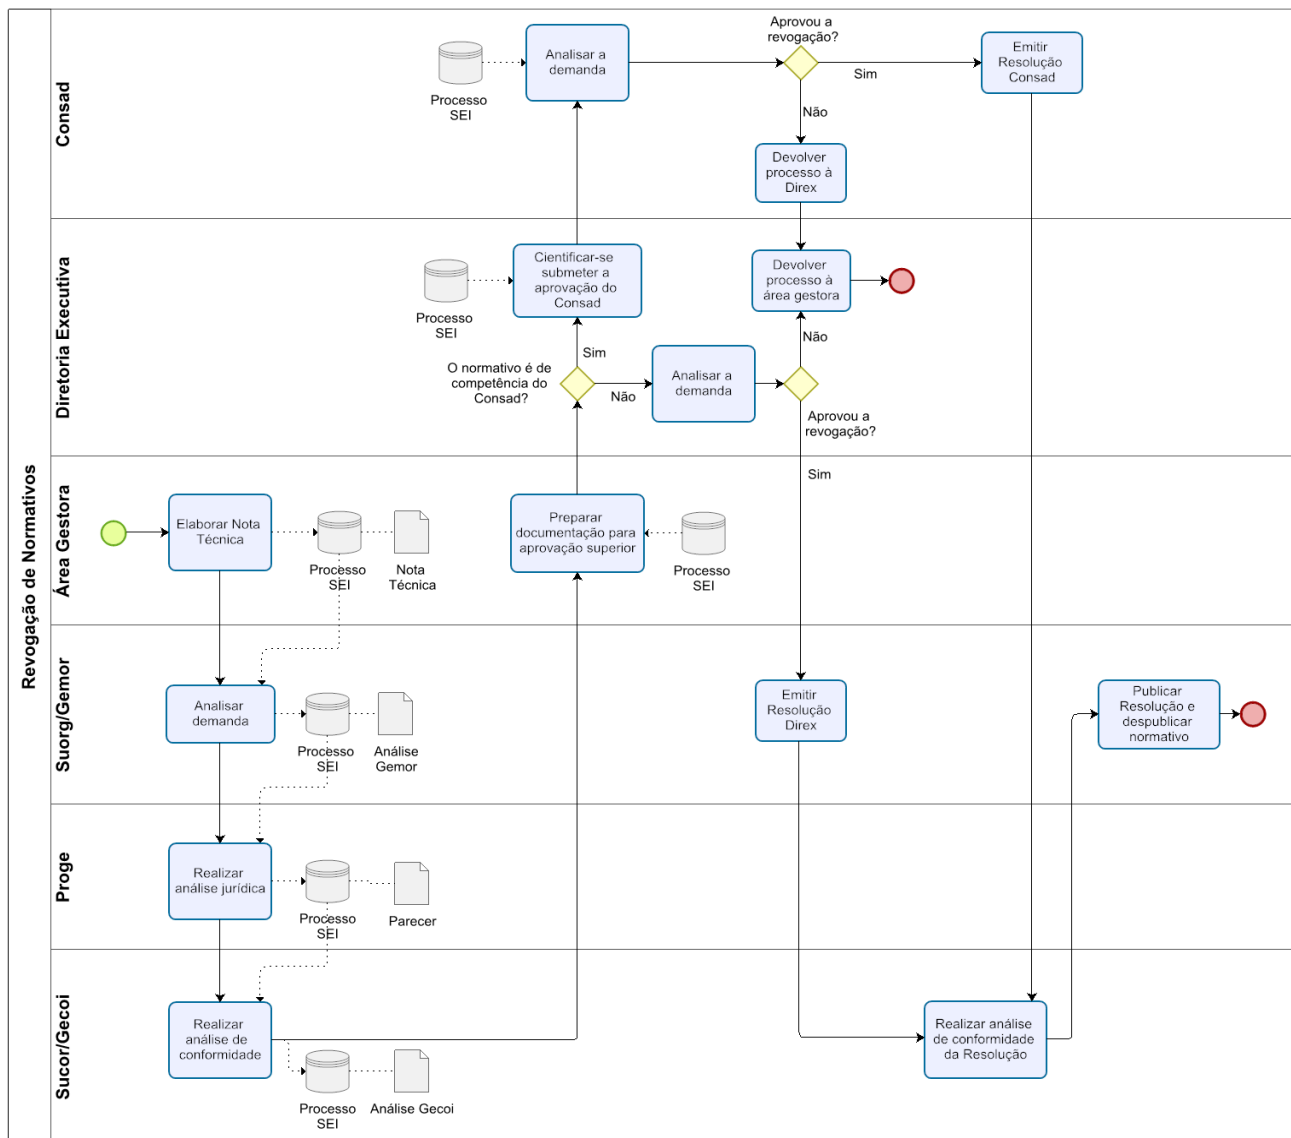 Revogação de Normativos
Consad
Processo
SEI
Analisar a
demanda
Aprovou a
revogação?
Sim
Não
Emitir
Resolução
Consad
Devolver
processo à
Direx
Diretoria Executiva
Processo
SEI
Cientificar-se
submeter a
aprovação do
Consad
Devolver
processo à
área gestora
Não
Sim
O normativo é de
competência do
Consad?
Não
Analisar a
demanda
Aprovou a
revogação?
Sim
Área Gestora
Elaborar Nota
Técnica
Processo
SEI
Nota
Técnica
Preparar
documentação para
aprovação superior
Processo
SEI
Suorg/Gemor
Analisar
demanda
Processo
SEI
Análise
Gemor
Emitir
Resolução
Direx
Publicar
Resolução e
despublicar
normativo
Proge
Realizar
análise jurídica
Processo
SEI
Parecer
Sucor/Gecoi
Realizar
análise de
conformidade
Processo
SEI
Análise Gecoi
Realizar análise
de conformidade
da Resolução